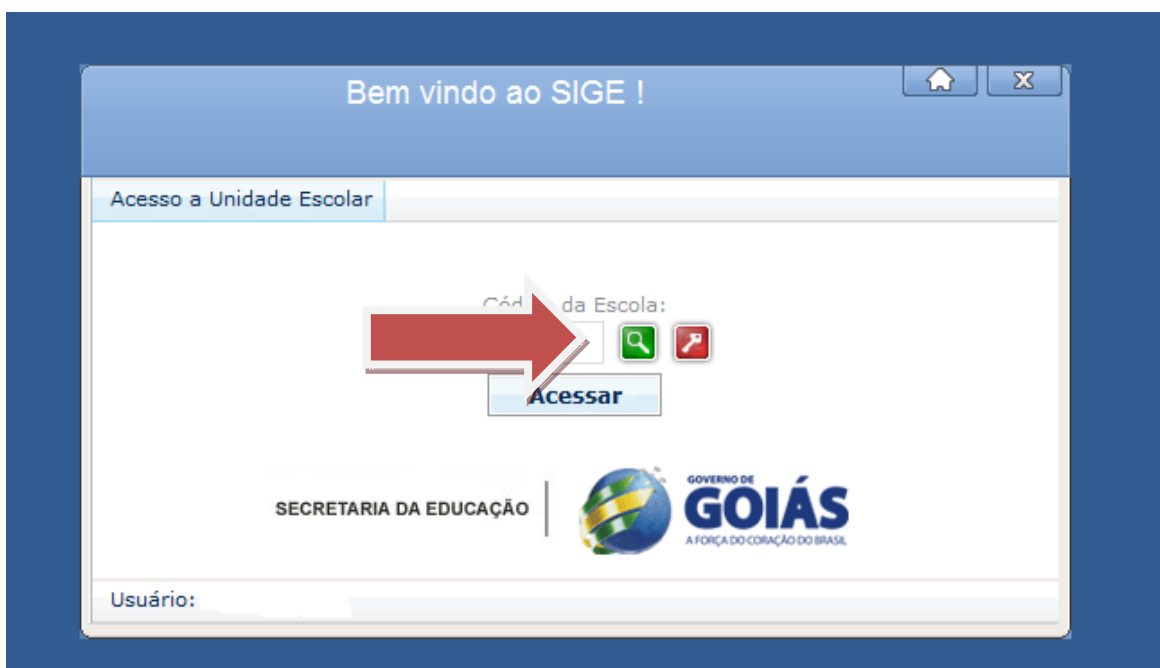 Bem vindo ao SIGE !
Acesso a Unidade Escolar
da Escola:
Acessar
SECRETARIA DA EDUCAÇÃO
GOVERNO DE
GOIÁS
A FORÇA DO CORAÇÃO DO BRASIL
Usuário: